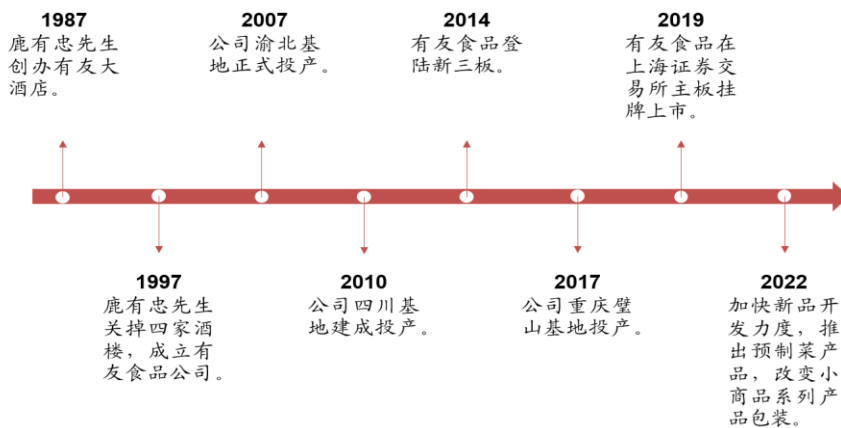 1987
鹿有忠先生
创办有友大
酒店。
2007
公司渝北基
地正式投产。
2014
有友食品登
陆新三板。
2019
有友食品在
上海证券交
易所主板挂
牌上市。
1997
鹿有忠先生
关掉四家酒
楼，成立有
友食品公司。
2010
公司四川基
地建成投产。
2017
公司重庆璧
山基地投产。
2022
加快新品开
发力度，推
出预制菜产
品，改变小
商品系列产
品包装。